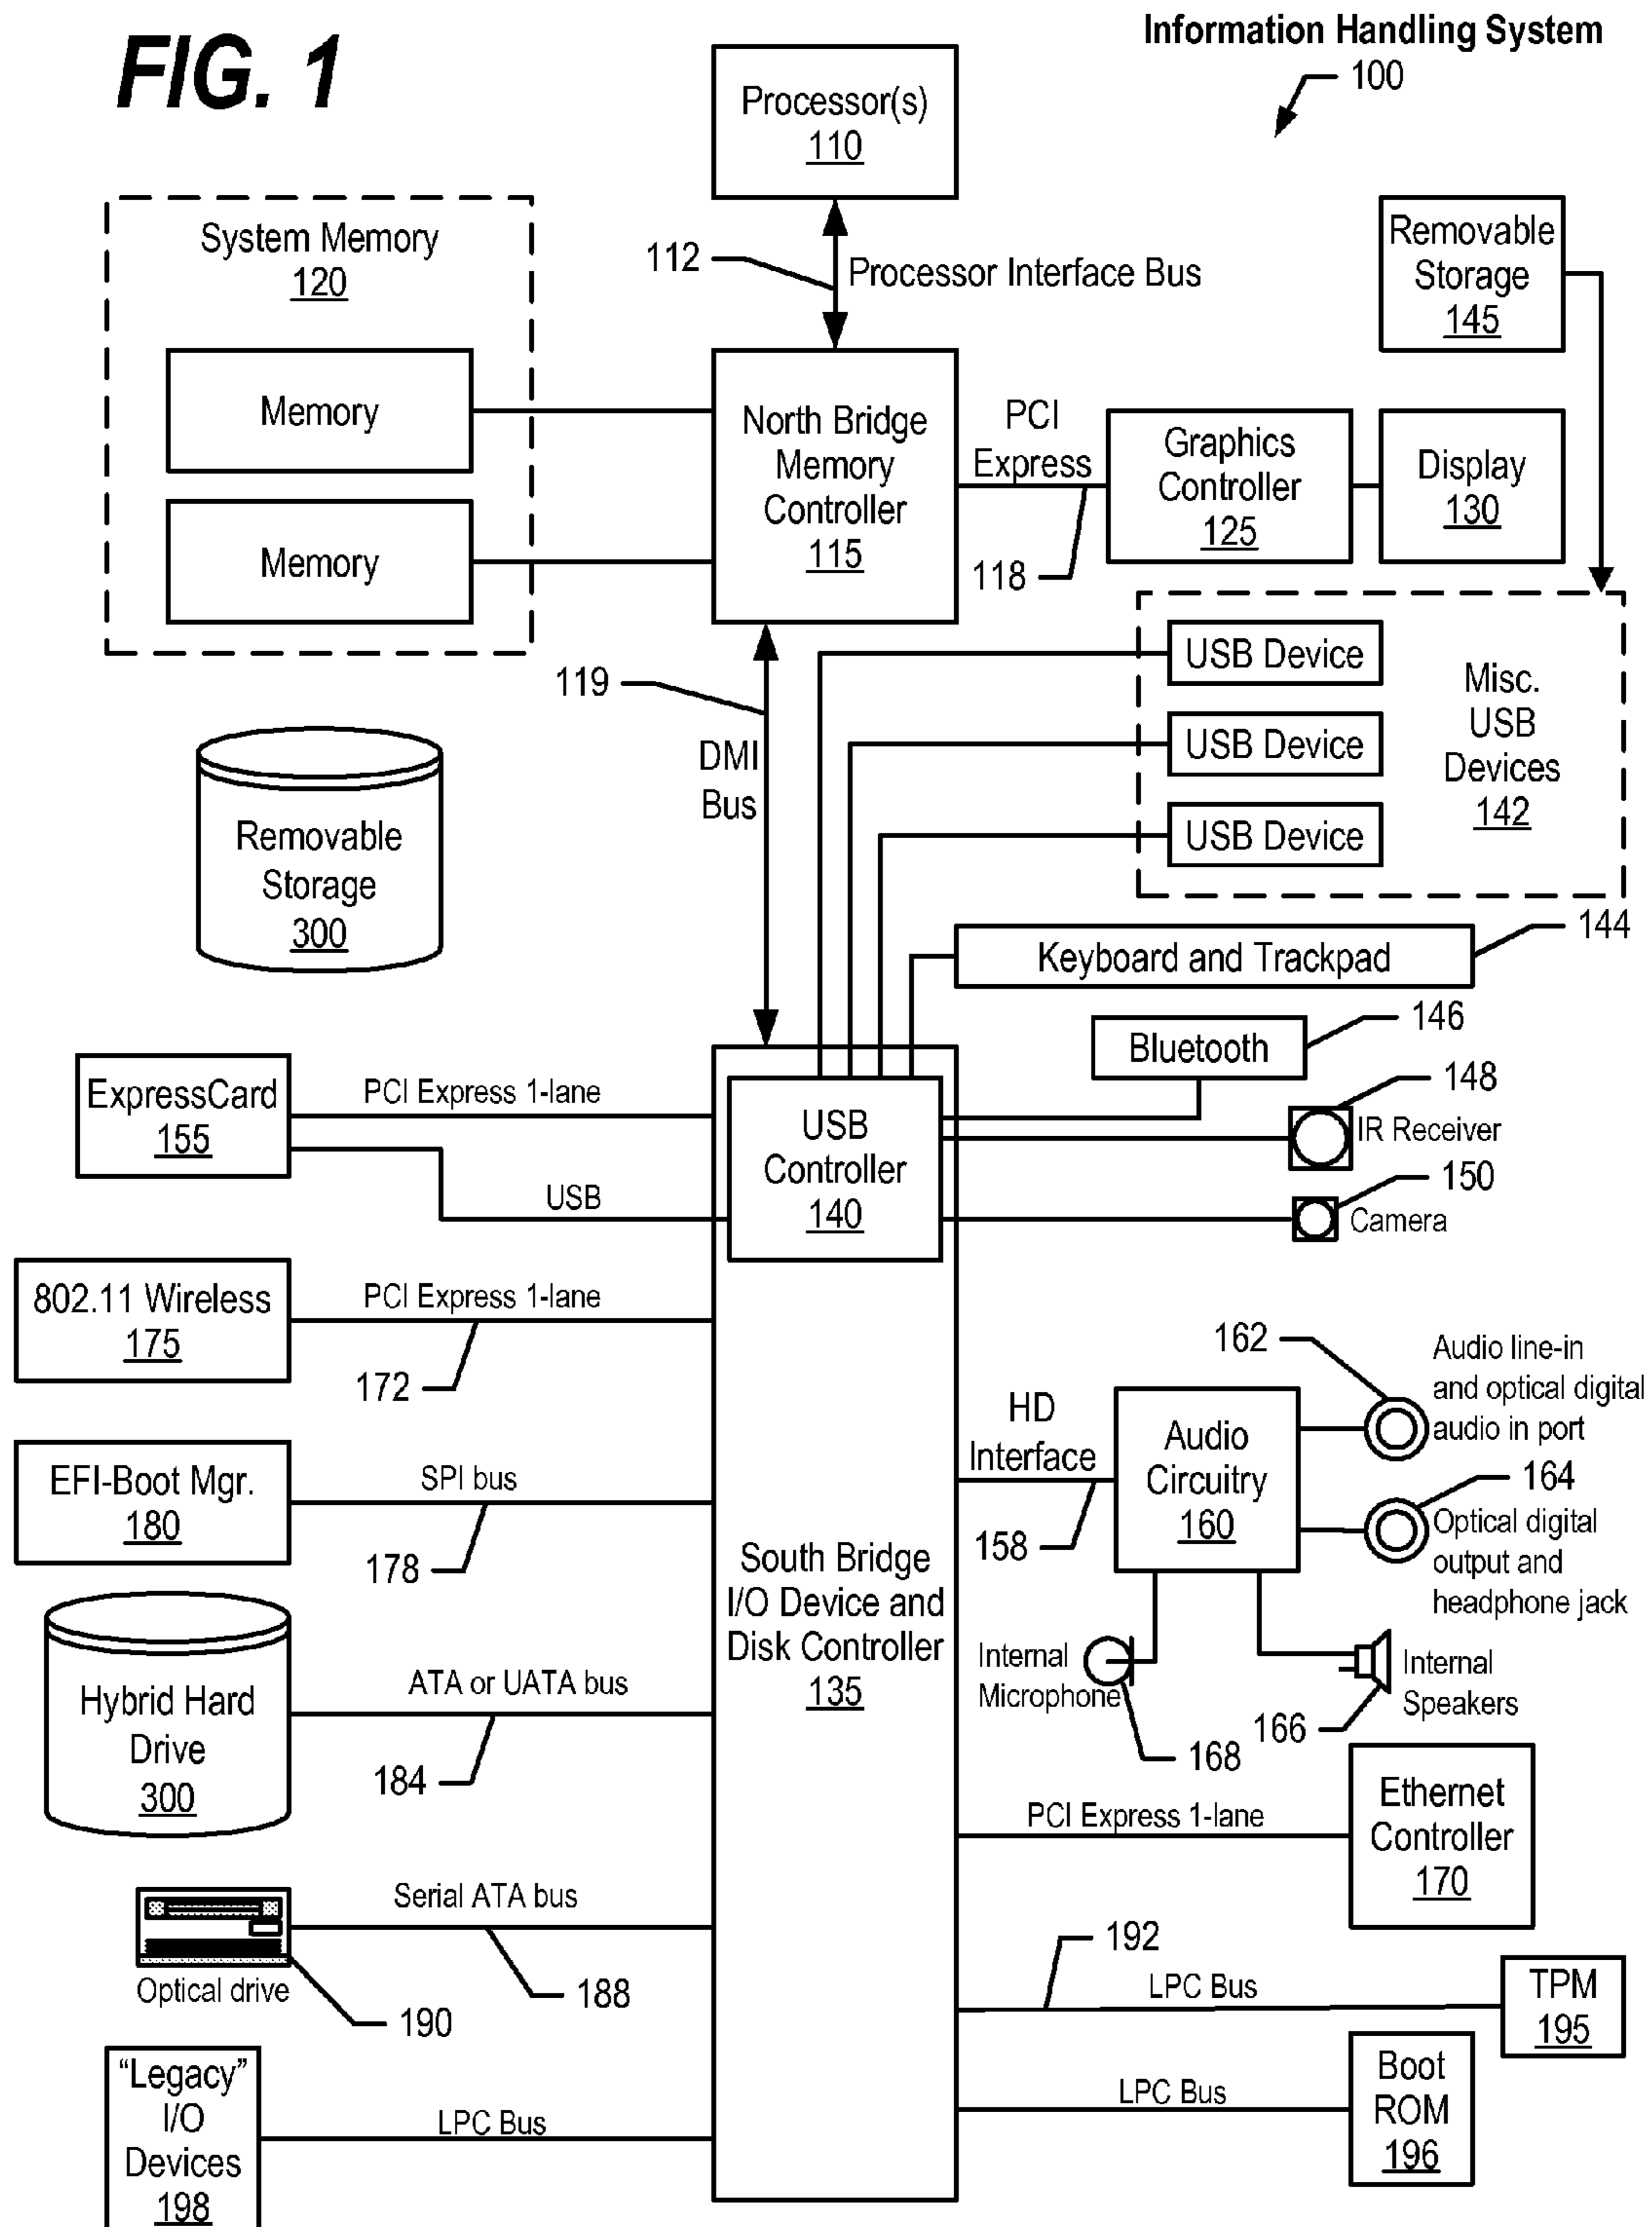 FIG. 1
Information Handling System
100
Processor(s)
110
System Memory
120
112
Processor Interface Bus
Removable
Storage
145
Memory
Memory
North Bridge
Memory
Controller
115
PCI
Express
118
Graphics
Controller
125
Display
130
119
DMI
Bus
USB Device
USB Device
USB Device
Misc.
USB
Devices
142
Removable
Storage
300
Keyboard and Trackpad
144
Bluetooth
146
148
IR Receiver
150
Camera
ExpressCard
155
PCI Express 1-lane
USB
USB
Controller
140
802.11 Wireless
175
PCI Express 1-lane
172
EFI-Boot Mgr.
180
SPI bus
178
South Bridge
I/O Device and
Disk Controller
135
HD
Interface
158
Audio
Circuitry
160
162
Audio line-in
and optical digital
audio in port
164
Optical digital
output and
headphone jack
Internal
Microphone
168
Internal
Speakers
166
Hybrid Hard
Drive
300
ATA or UATA bus
184
PCI Express 1-lane
Ethernet
Controller
170
Serial ATA bus
188
Optical drive
190
192
LPC Bus
TPM
195
LPC Bus
Boot
ROM
196
“Legacy”
I/O
Devices
198
LPC Bus